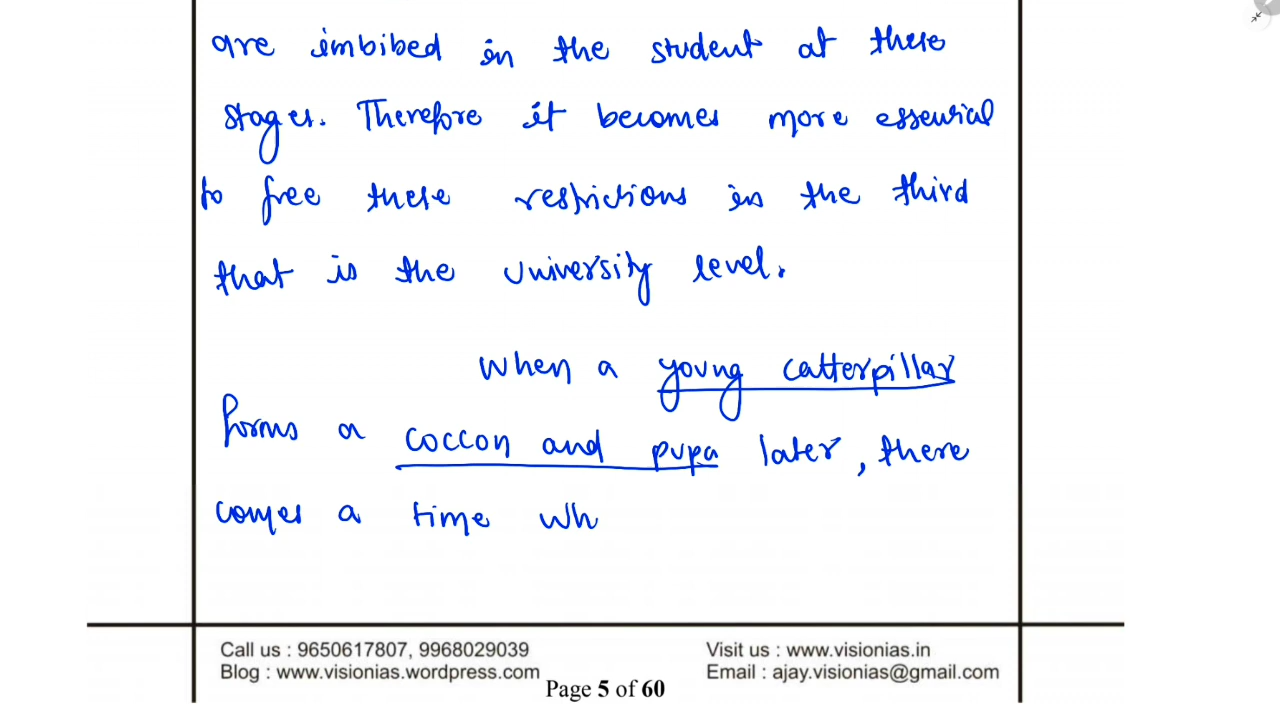 are imbibed in the student at these
stages. Therefore it becomes more essential
to free these restrictions in the third
that is the University level.
When a young catterpillar
forms a coccon and pupa later, there
comes a time wh
Call us : 9650617807, 9968029039 Visit us : www.visionias.in
Blog : www.visionias.wordpress.com Email : ajay.visionias@gmail.com
Page 5 of 60